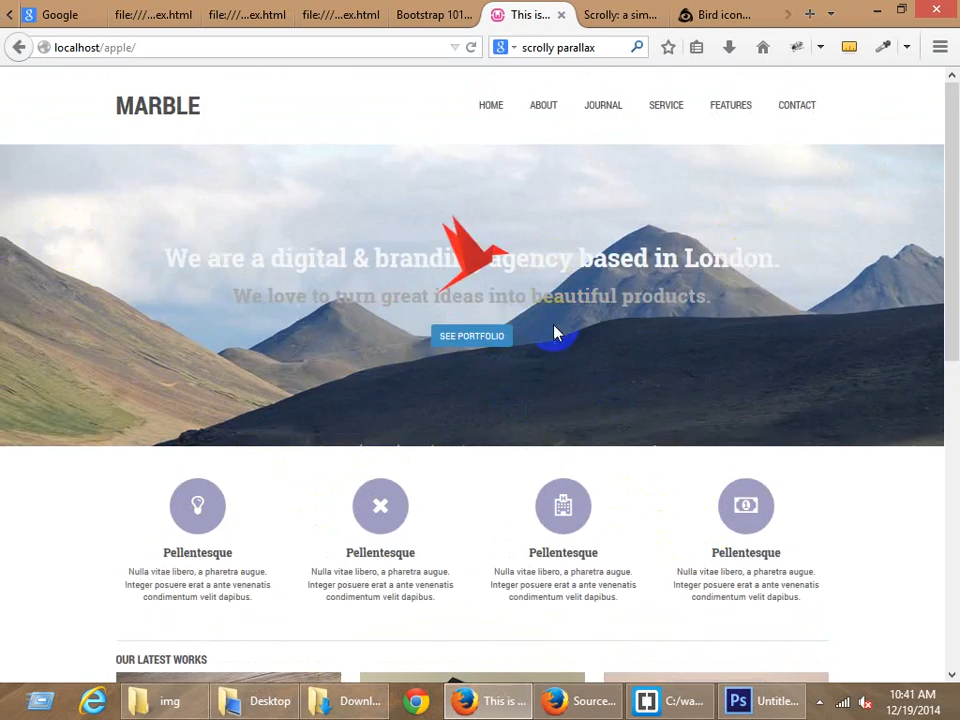 Google
file:///...ex.html
file:///...ex.html
file:///...ex.html
Bootstrap 101...
This is...
Scrolly: a sim...
Bird icon...
localhost/apple/
scrolly parallax
MARBLE
HOME
ABOUT
JOURNAL
SERVICE
FEATURES
CONTACT
We are a digital & branding agency based in London.
We love to turn great ideas into beautiful products.
SEE PORTFOLIO
Pellentesque
Nulla vitae libero, a pharetra augue.
Integer posuere erat a ante venenatis
condimentum velit dapibus.
Pellentesque
Nulla vitae libero, a pharetra augue.
Integer posuere erat a ante venenatis
condimentum velit dapibus.
Pellentesque
Nulla vitae libero, a pharetra augue.
Integer posuere erat a ante venenatis
condimentum velit dapibus.
Pellentesque
Nulla vitae libero, a pharetra augue.
Integer posuere erat a ante venenatis
condimentum velit dapibus.
OUR LATEST WORKS
img
Desktop
Downl...
This is ...
Source...
C:/wa...
Untitle...
10:41 AM
12/19/2014